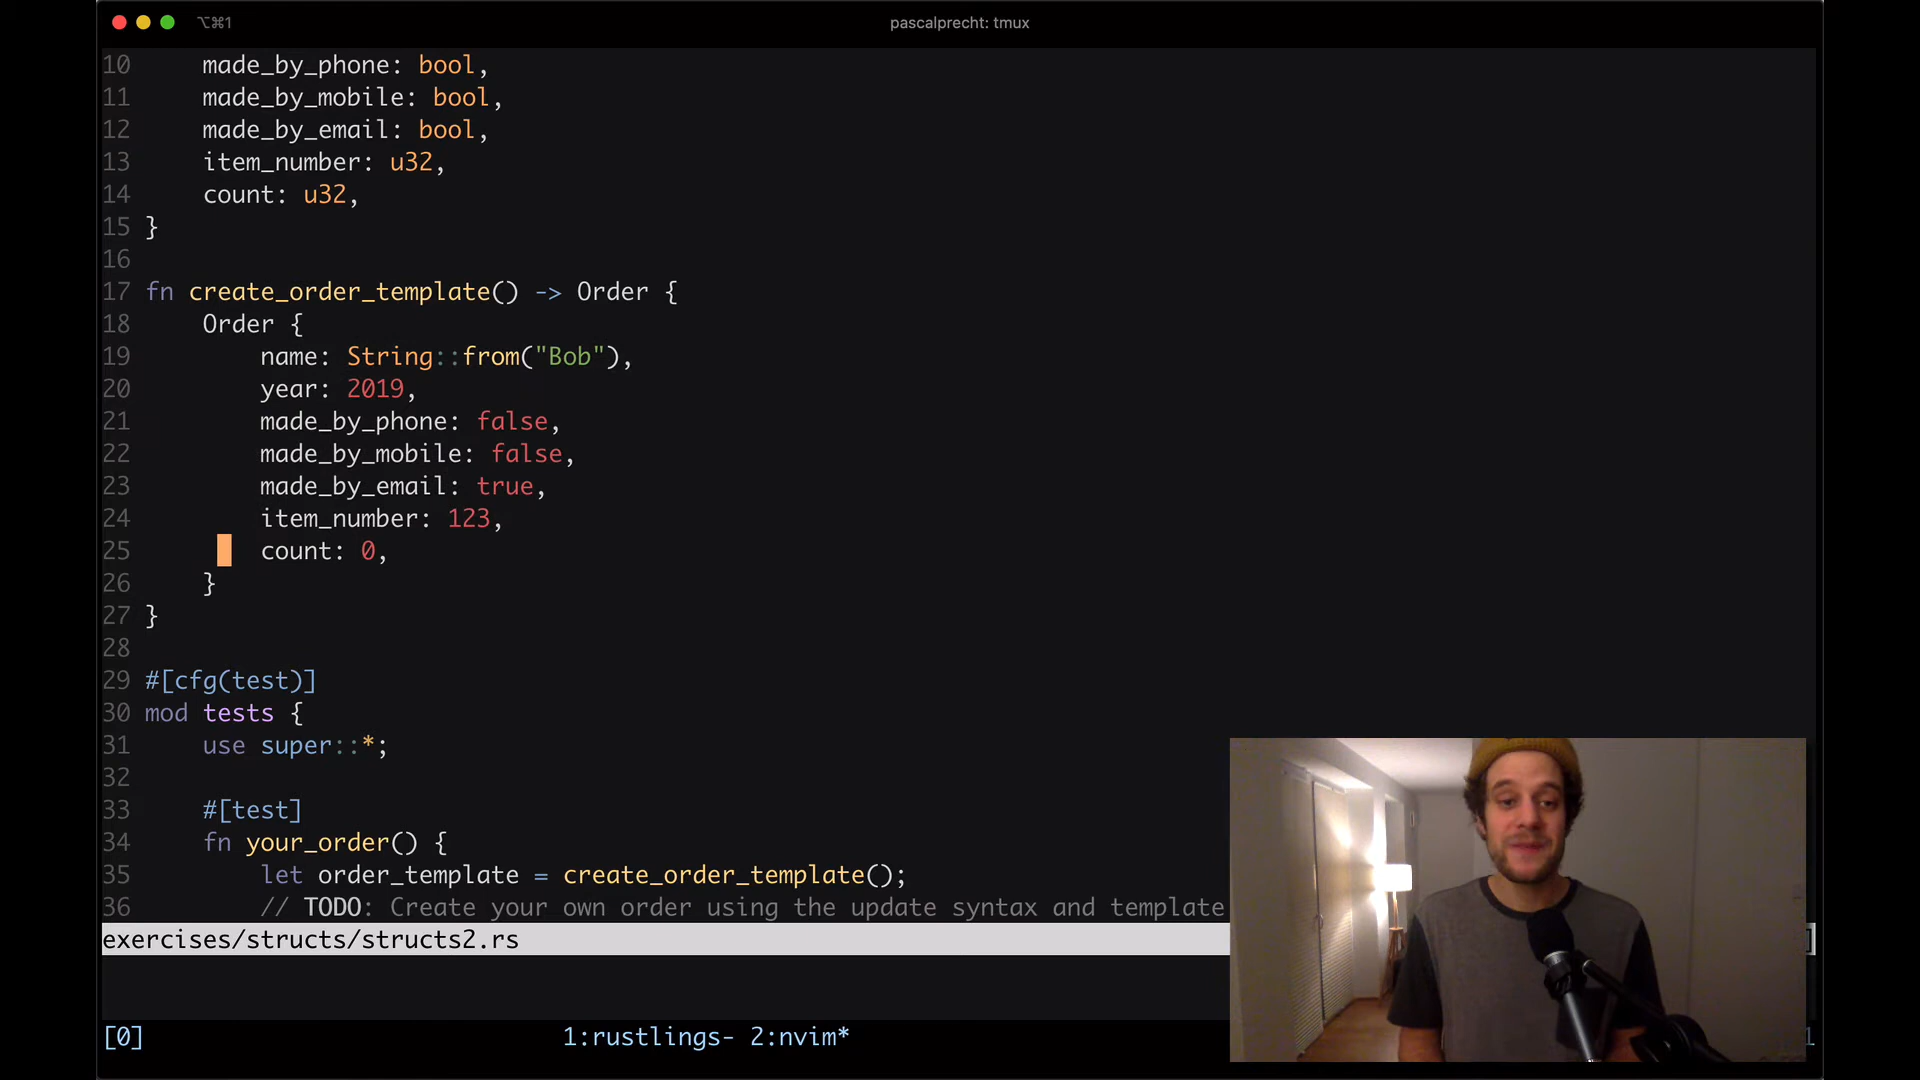 ⌥⌘1 pascalprecht: tmux
10 made_by_phone: bool,
11 made_by_mobile: bool,
12 made_by_email: bool,
13 item_number: u32,
14 count: u32,
15 }
16
17 fn create_order_template() -> Order {
18 Order {
19 name: String::from("Bob"),
20 year: 2019,
21 made_by_phone: false,
22 made_by_mobile: false,
23 made_by_email: true,
24 item_number: 123,
25 count: 0,
26 }
27 }
28
29 #[cfg(test)]
30 mod tests {
31 use super::*;
32
33 #[test]
34 fn your_order() {
35 let order_template = create_order_template();
36 // TODO: Create your own order using the update syntax and template
exercises/structs/structs2.rs ]
[0] 1:rustlings- 2:nvim*